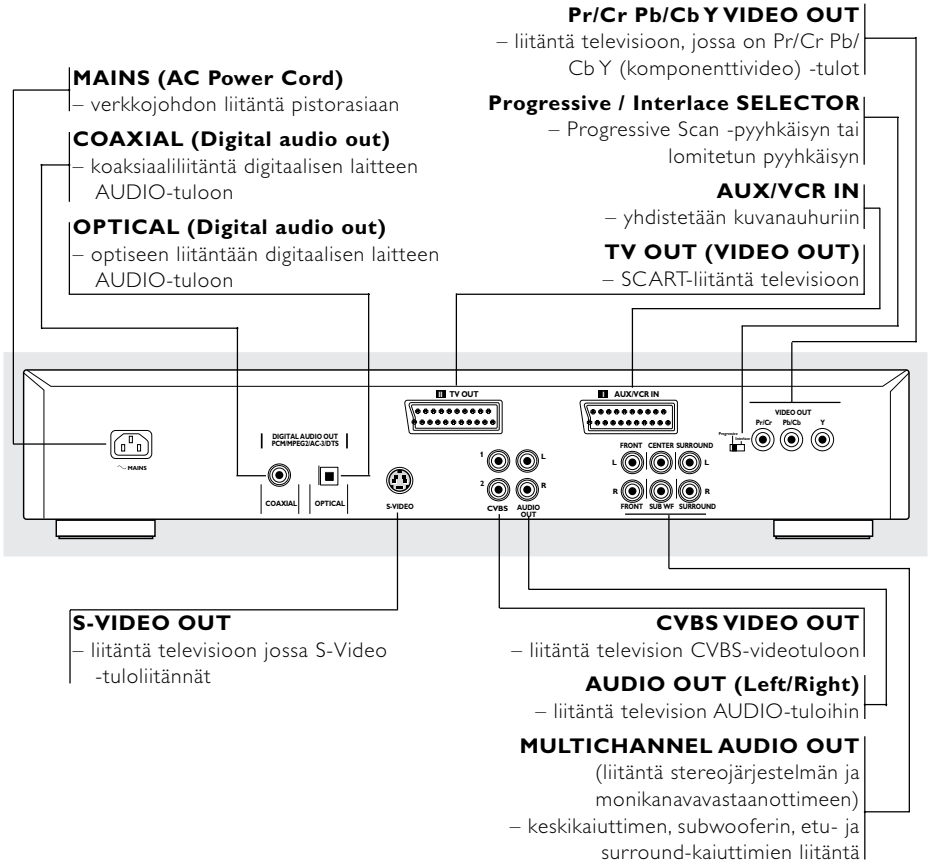 Pr/Cr Pb/Cb Y VIDEO OUT
– liitäntä televisioon, jossa on Pr/Cr Pb/
Cb Y (komponenttivideo) -tulot
MAINS (AC Power Cord)
– verkkojohdon liitäntä pistorasiaan
Progressive / Interlace SELECTOR
– Progressive Scan -pyyhkäisyn tai
lomitetun pyyhkäisyn
COAXIAL (Digital audio out)
– koaksiaaliliitäntä digitaalisen laitteen
AUDIO-tuloon
AUX/VCR IN
– yhdistetään kuvanauhuriin
OPTICAL (Digital audio out)
– optiseen liitäntään digitaalisen laitteen
AUDIO-tuloon
TV OUT (VIDEO OUT)
– SCART-liitäntä televisioon
II TV OUT
I AUX/VCR IN
VIDEO OUT
Pr/Cr Pb/Cb Y
Progressive
Interlace
DIGITAL AUDIO OUT
PCM/MPEG2/AC-3/DTS
FRONT CENTER SURROUND
1 L
L L
~ MAINS
2 R
R R
COAXIAL OPTICAL
S-VIDEO
CVBS AUDIO
OUT
FRONT SUB WF SURROUND
S-VIDEO OUT
– liitäntä televisioon jossa S-Video
-tuloliitännät
CVBS VIDEO OUT
– liitäntä television CVBS-videotuloon
AUDIO OUT (Left/Right)
– liitäntä television AUDIO-tuloihin
MULTICHANNEL AUDIO OUT
(liitäntä stereojärjestelmän ja
monikanavavastaanottimeen)
– keskikaiuttimen, subwooferin, etu- ja
surround-kaiuttimien liitäntä